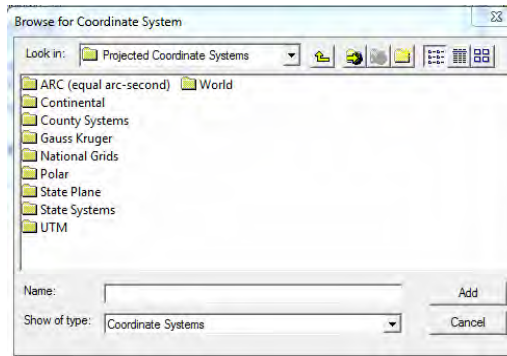 Browse for Coordinate System
Look in: Projected Coordinate Systems
ARC (equal arc-second) World
Continental
County Systems
Gauss Kruger
National Grids
Polar
State Plane
State Systems
UTM
Name: Add
Show of type: Coordinate Systems Cancel